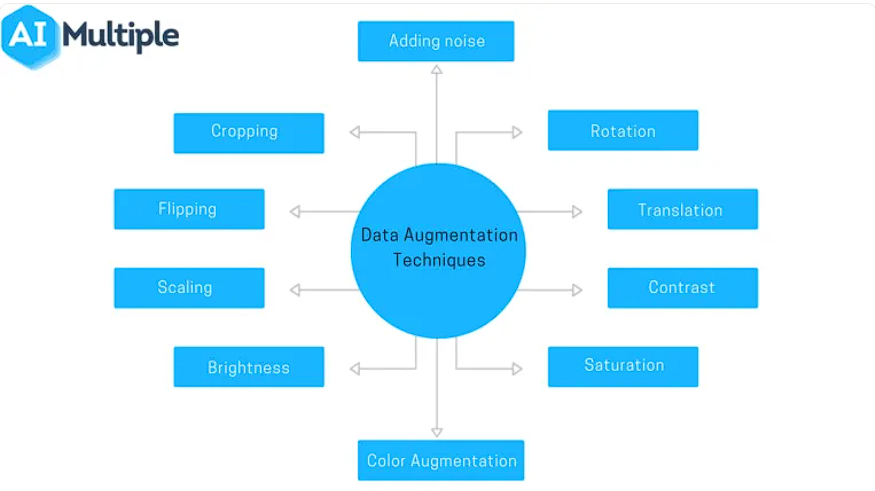 AI Multiple
Adding noise
Cropping
Rotation
Flipping
Translation
Data Augmentation
Techniques
Scaling
Contrast
Brightness
Saturation
Color Augmentation